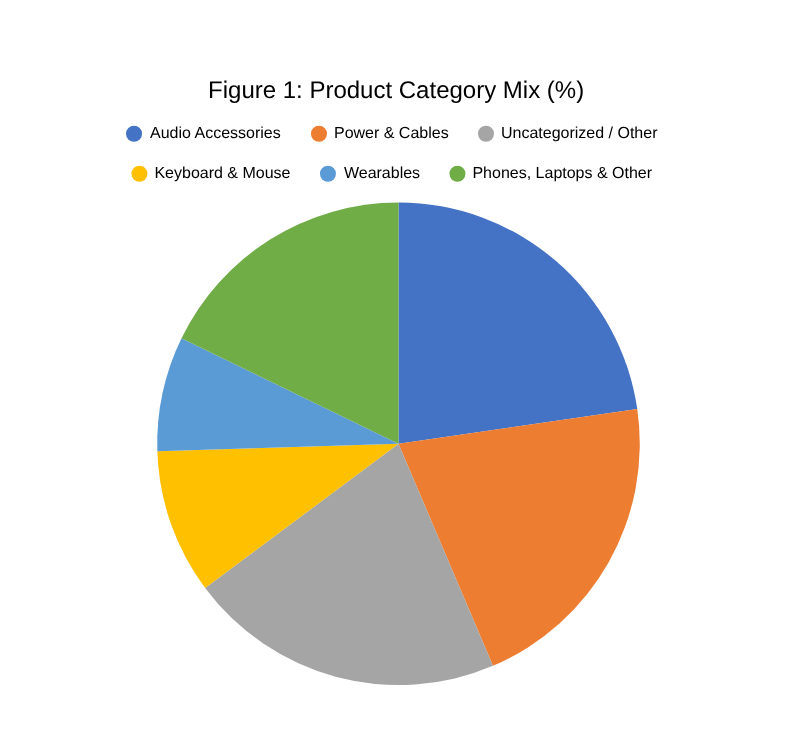 Figure 1: Product Category Mix (%)
Audio Accessories Power & Cables Uncategorized / Other
Keyboard & Mouse Wearables Phones, Laptops & Other